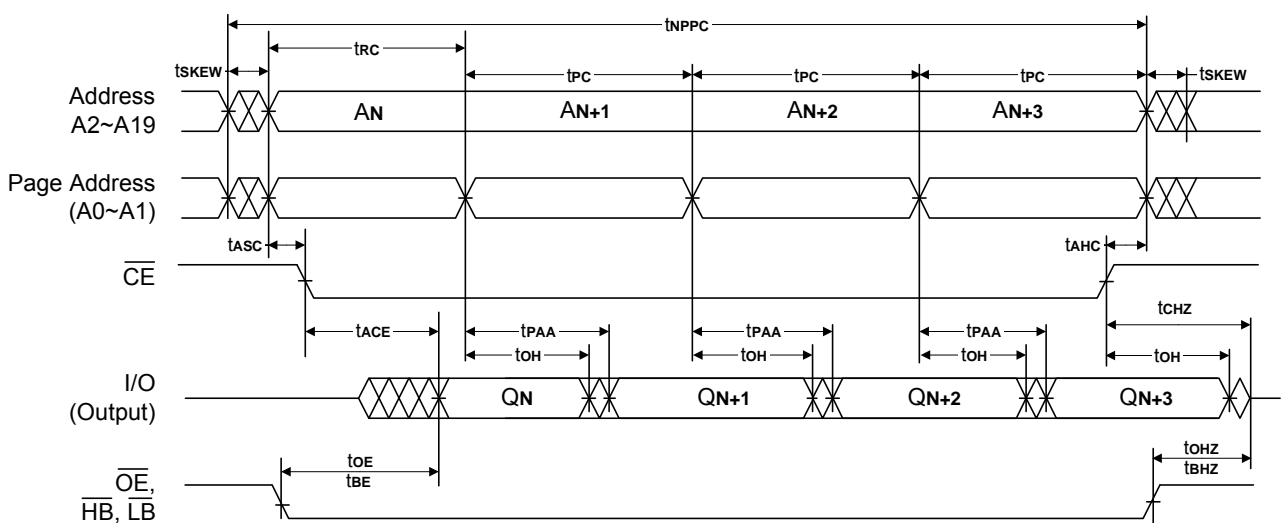 tNPPC
tRC
tSKEW tPC tPC tPC tSKEW
Address
A2~A19
AN AN+1 AN+2 AN+3
Page Address
(A0~A1)
tASC tAHC
CE
tCHZ
tACE tPAA tPAA tPAA
tOH tOH tOH tOH
I/O
(Output)
QN QN+1 QN+2 QN+3
tOE tOHZ
tBE tBHZ
OE,
HB, LB